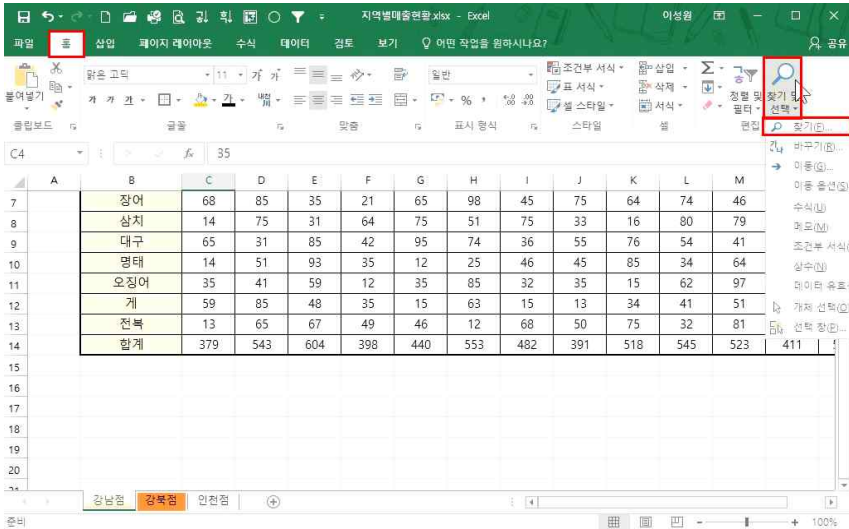 지역별매출현황.xlsx - Excel 이성원
파일 홈 삽입 페이지 레이아웃 수식 데이터 검토 보기 어떤 작업을 원하시나요? 공유
붙여넣기 맑은 고딕 11 가 가 일반 조건부 서식 삽입 정렬 및 찾기 및
가 가 가 가 내천 % , 표 서식 삭제 필터 선택
셀 스타일 서식
클립보드 글꼴 맞춤 표시 형식 스타일 셀 편집
찾기(F)...
바꾸기(R)...
이동(G)...
이동 옵션(S)
수식(U)
메모(M)
조건부 서식(
상수(N)
데이터 유효
개체 선택(O
선택 창(P)...
C4 fx 35
A B C D E F G H I J K L M
7 장어 68 85 35 21 65 98 45 75 64 74 46
8 삼치 14 75 31 64 75 51 75 33 16 80 79
9 대구 65 31 85 42 95 74 36 55 76 54 41
10 명태 14 51 93 35 12 25 46 45 85 34 64
11 오징어 35 41 59 12 35 85 32 35 15 62 97
12 게 59 85 48 35 15 63 15 13 34 41 51
13 전복 13 65 67 49 46 12 68 50 75 32 81
14 합계 379 543 604 398 440 553 482 391 518 545 523 411
15
16
17
18
19
20
강남점 강북점 인천점
준비 100%